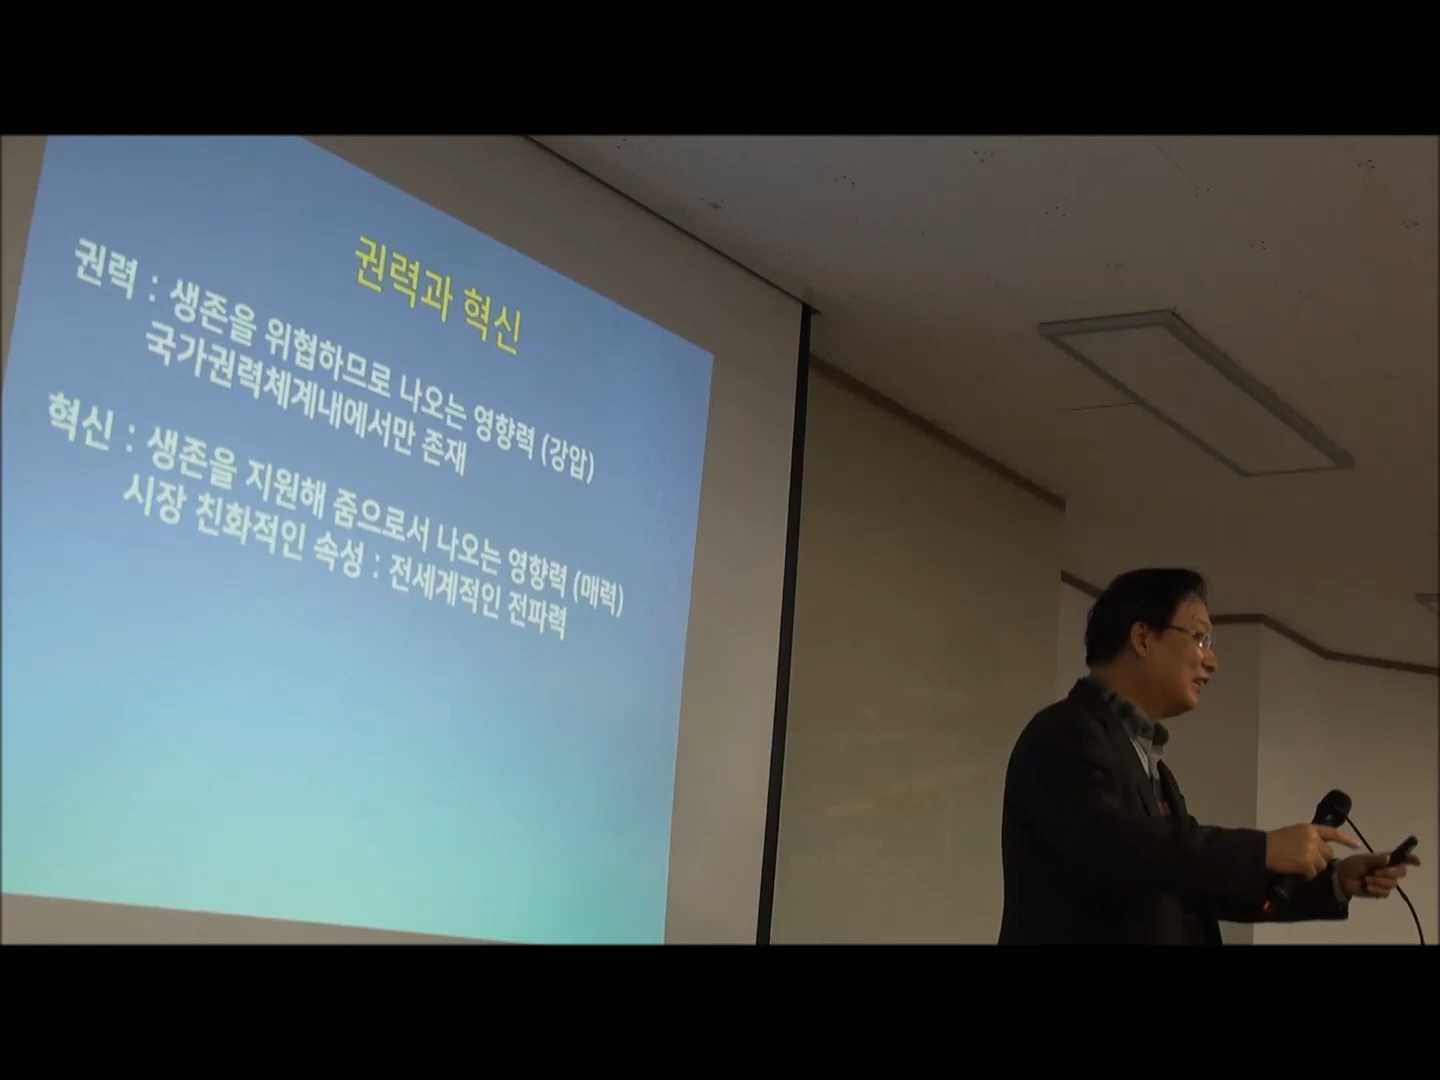 권력과 혁신
권력 : 생존을 위협하므로 나오는 영향력 (강압)
국가권력체계내에서만 존재
혁신 : 생존을 지원해 줌으로서 나오는 영향력 (매력)
시장 친화적인 속성 : 전세계적인 전파력